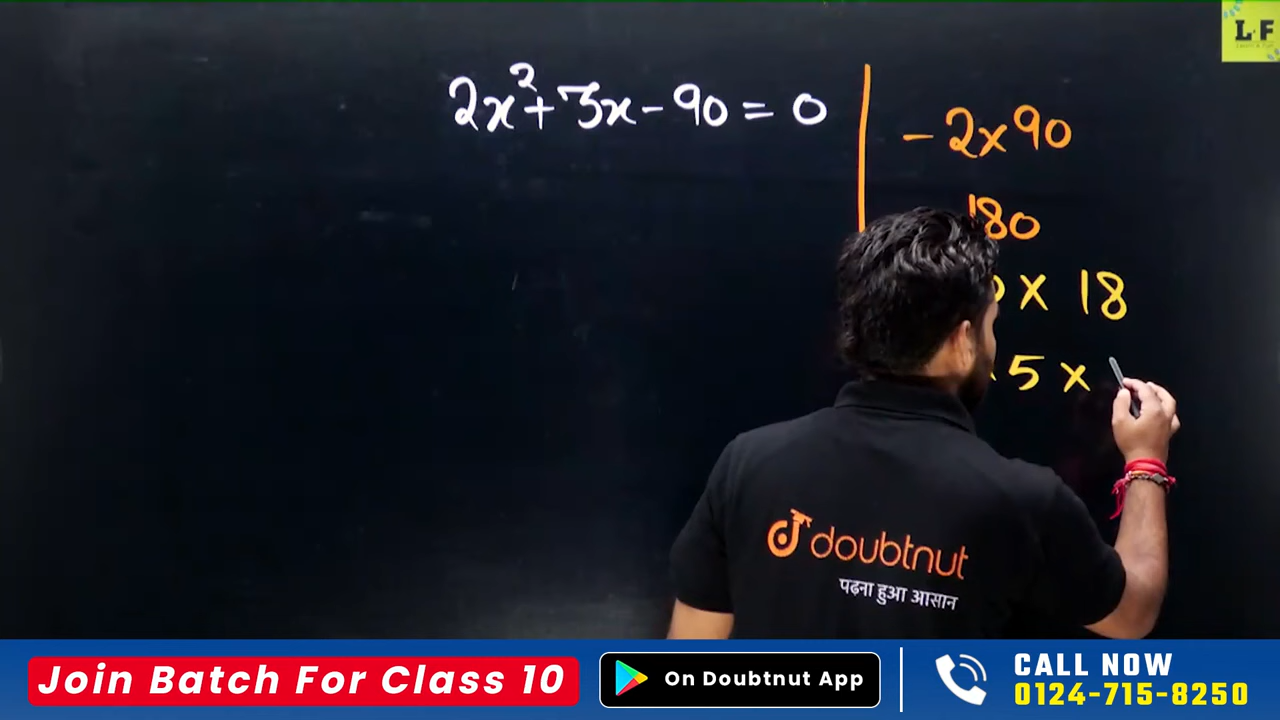 L F
2x²+3x-90=0
-2x90
180
x 18
5 x
doubtnut
पढ़ना हुआ आसान
Join Batch For Class 10
On Doubtnut App
CALL NOW
0124-715-8250